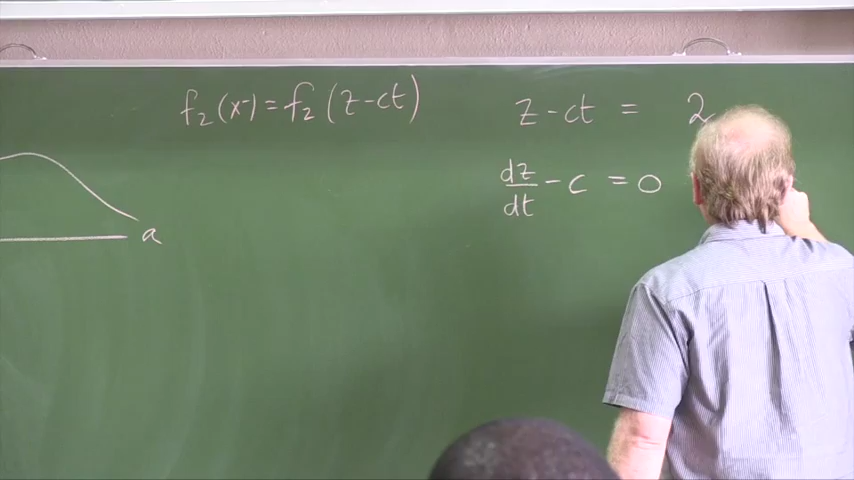 f₂(x⁻) = f₂(z-ct)
z-ct = 2
dz/dt - c = 0
a